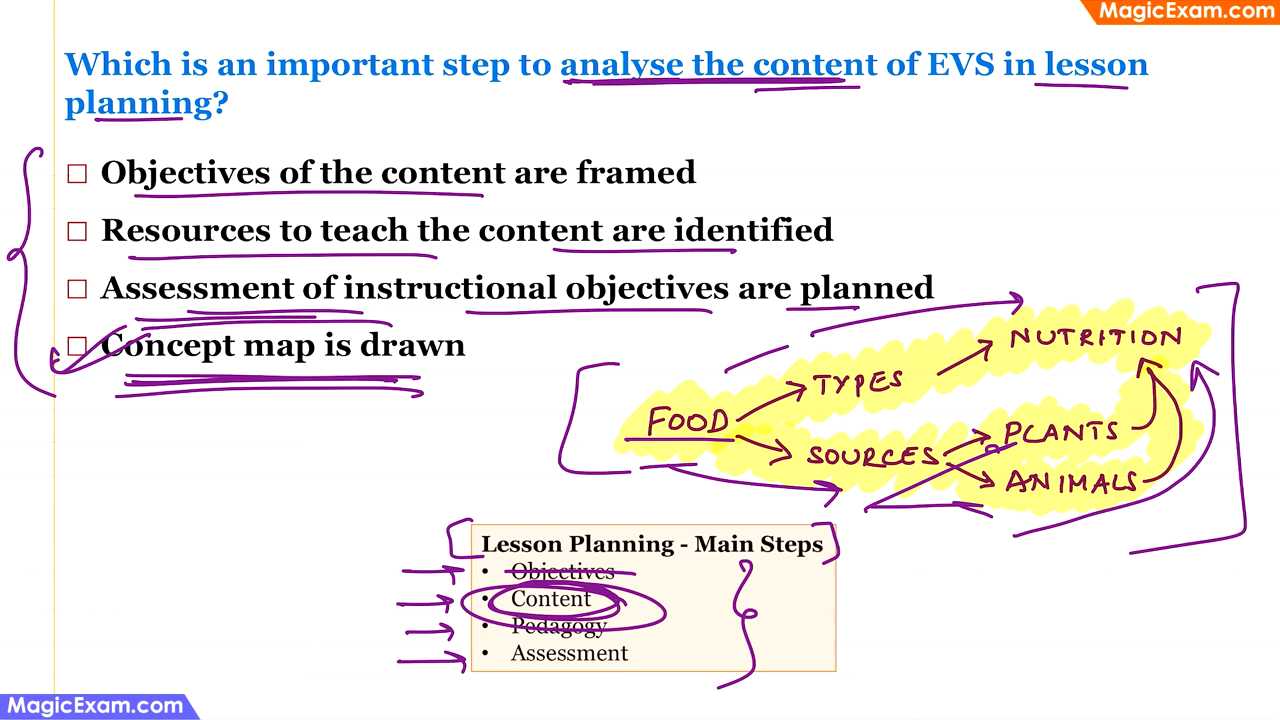 MagicExam.com
Which is an important step to analyse the content of EVS in lesson
planning?
Objectives of the content are framed
Resources to teach the content are identified
Assessment of instructional objectives are planned
Concept map is drawn
NUTRITION
TYPES
FOOD
PLANTS
SOURCES
ANIMALS
Lesson Planning - Main Steps
• Objectives
• Content
• Pedagogy
• Assessment
MagicExam.com